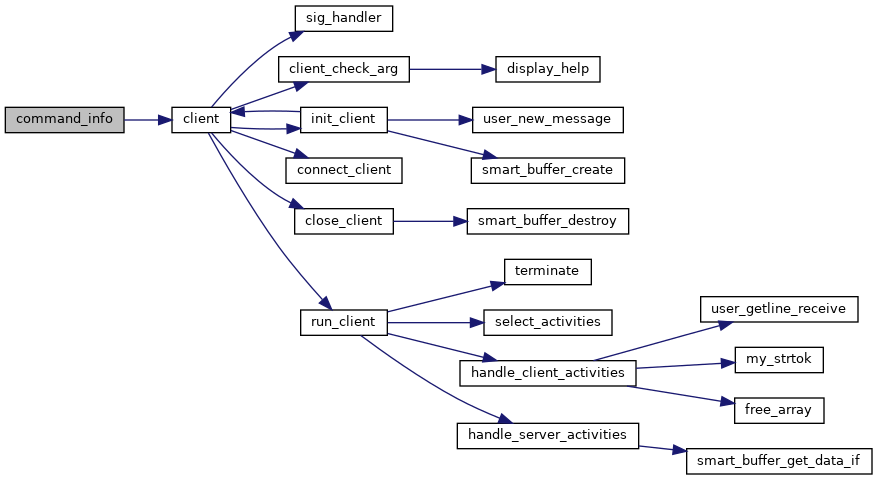 sig_handler
client_check_arg
display_help
command_info
client
init_client
user_new_message
connect_client
smart_buffer_create
close_client
smart_buffer_destroy
terminate
user_getline_receive
run_client
select_activities
my_strtok
handle_client_activities
free_array
handle_server_activities
smart_buffer_get_data_if